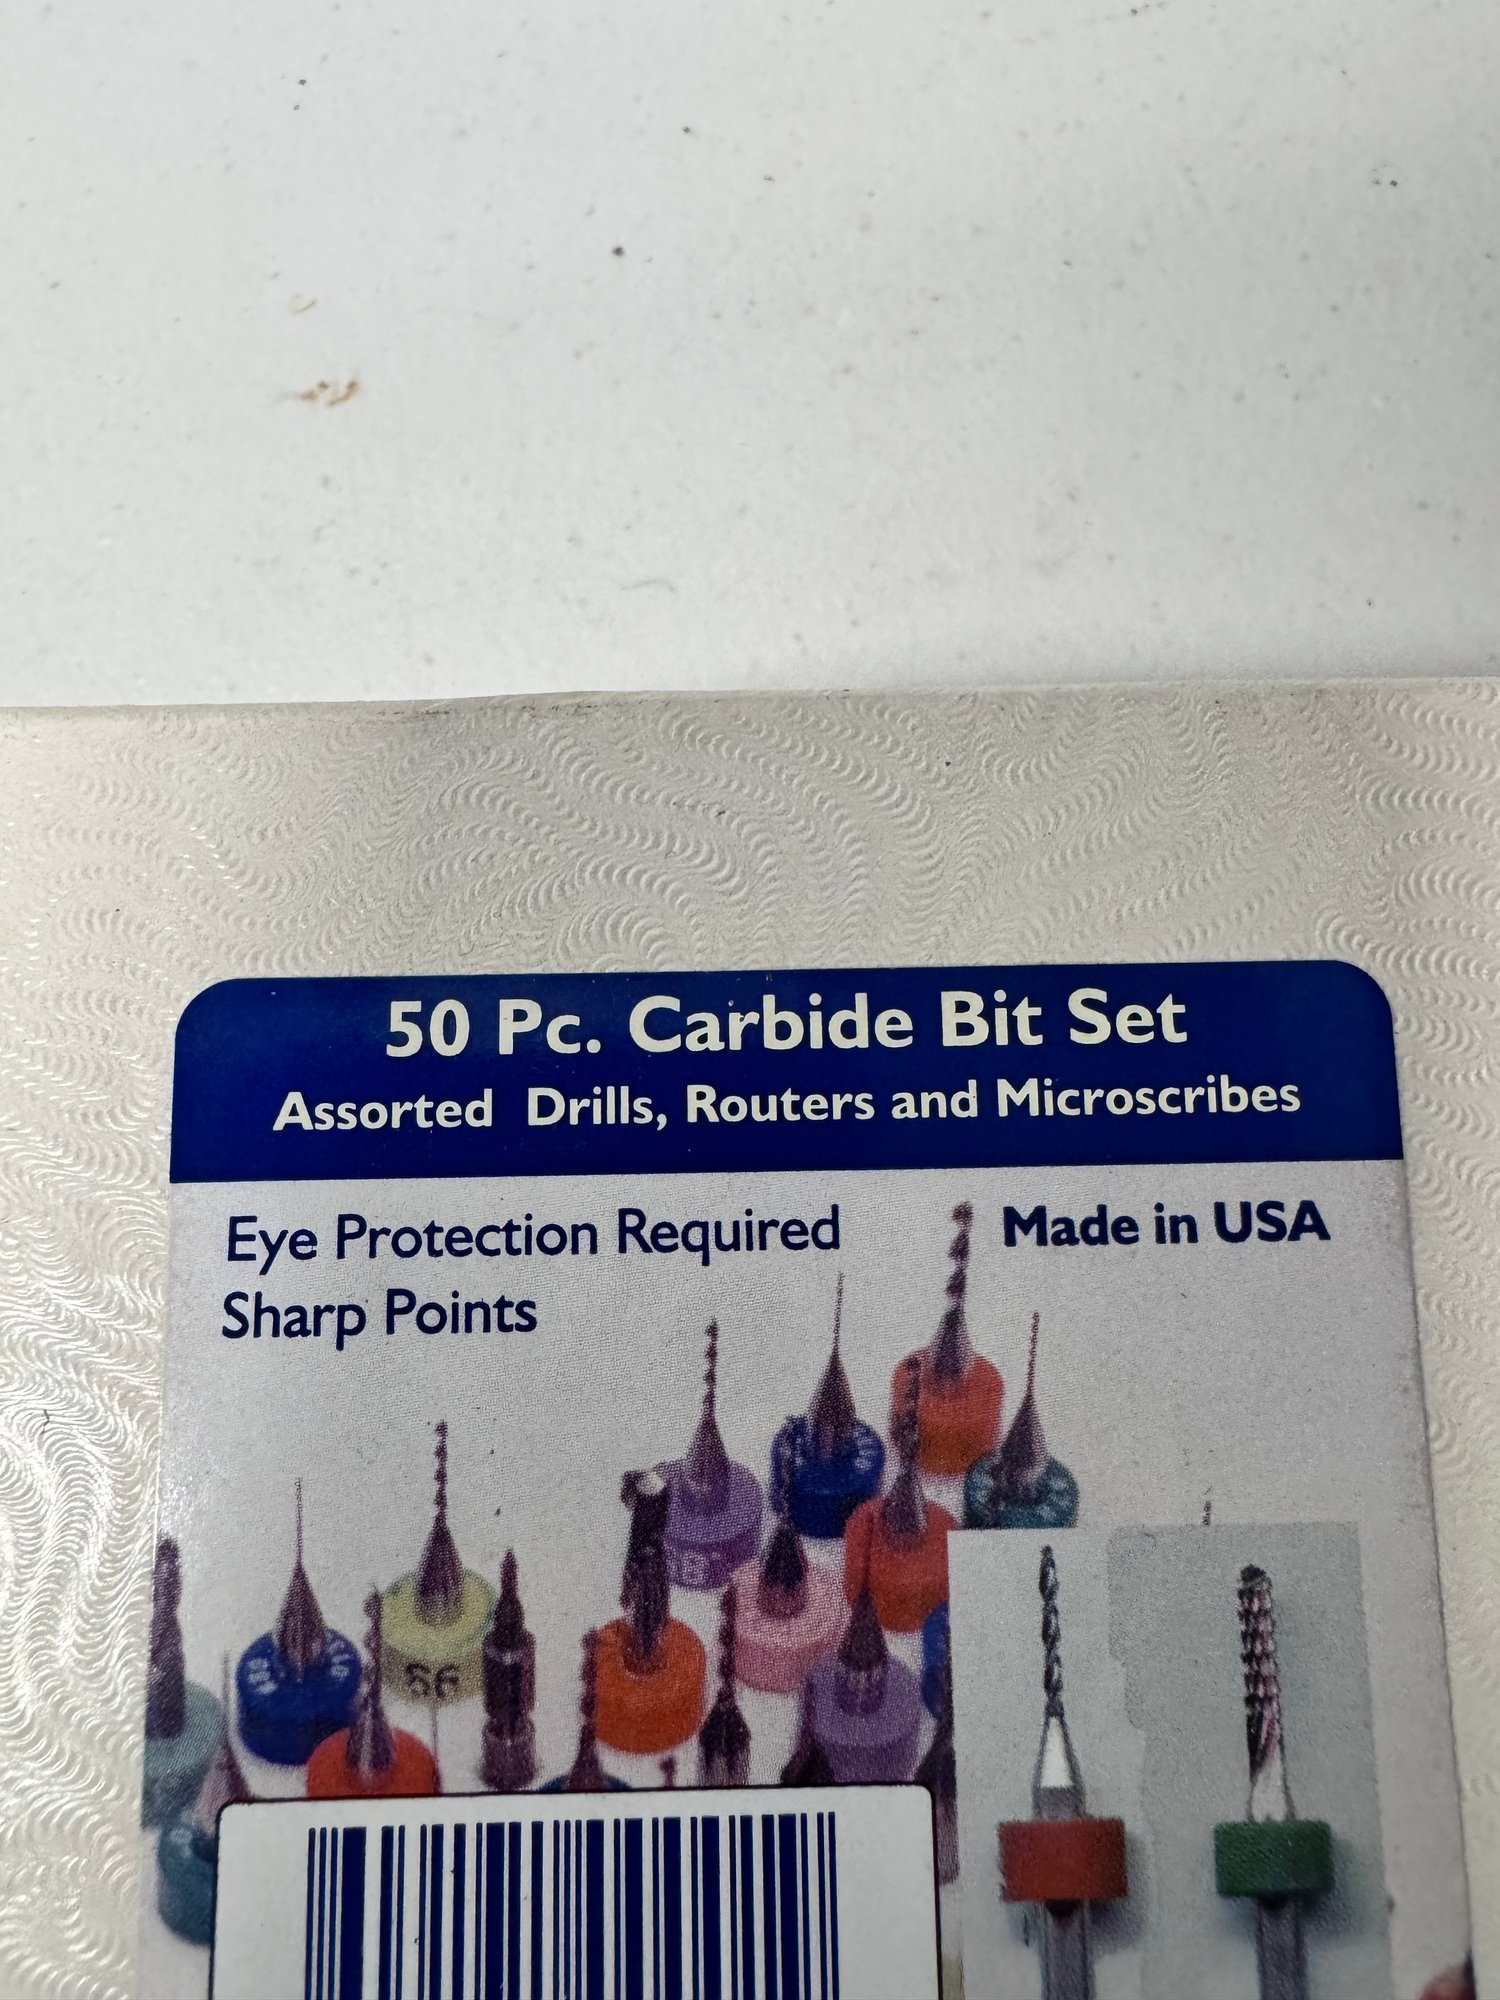 50 Pc. Carbide Bit Set
Assorted Drills, Routers and Microscribes
Eye Protection Required
Made in USA
Sharp Points